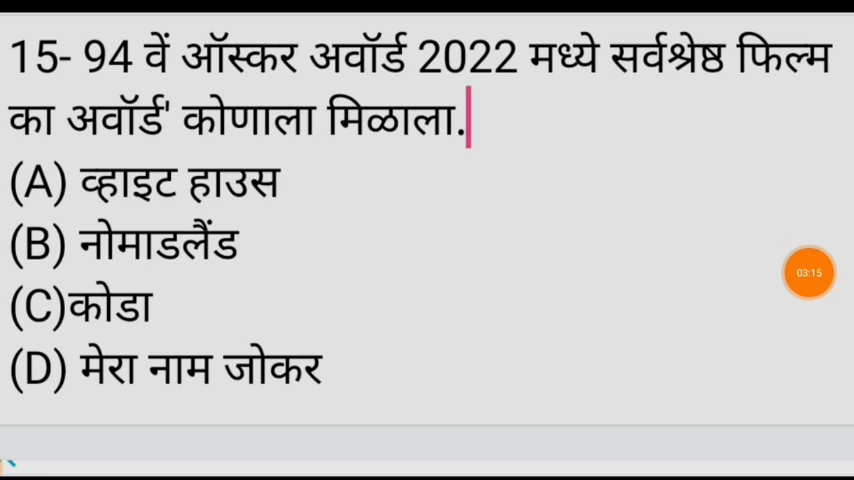 15- 94 वें ऑस्कर अवॉर्ड 2022 मध्ये सर्वश्रेष्ठ फिल्म
का अवॉर्ड' कोणाला मिळाला.
(A) व्हाइट हाउस
(B) नोमाडलैंड
(C)कोडा
(D) मेरा नाम जोकर
03:15